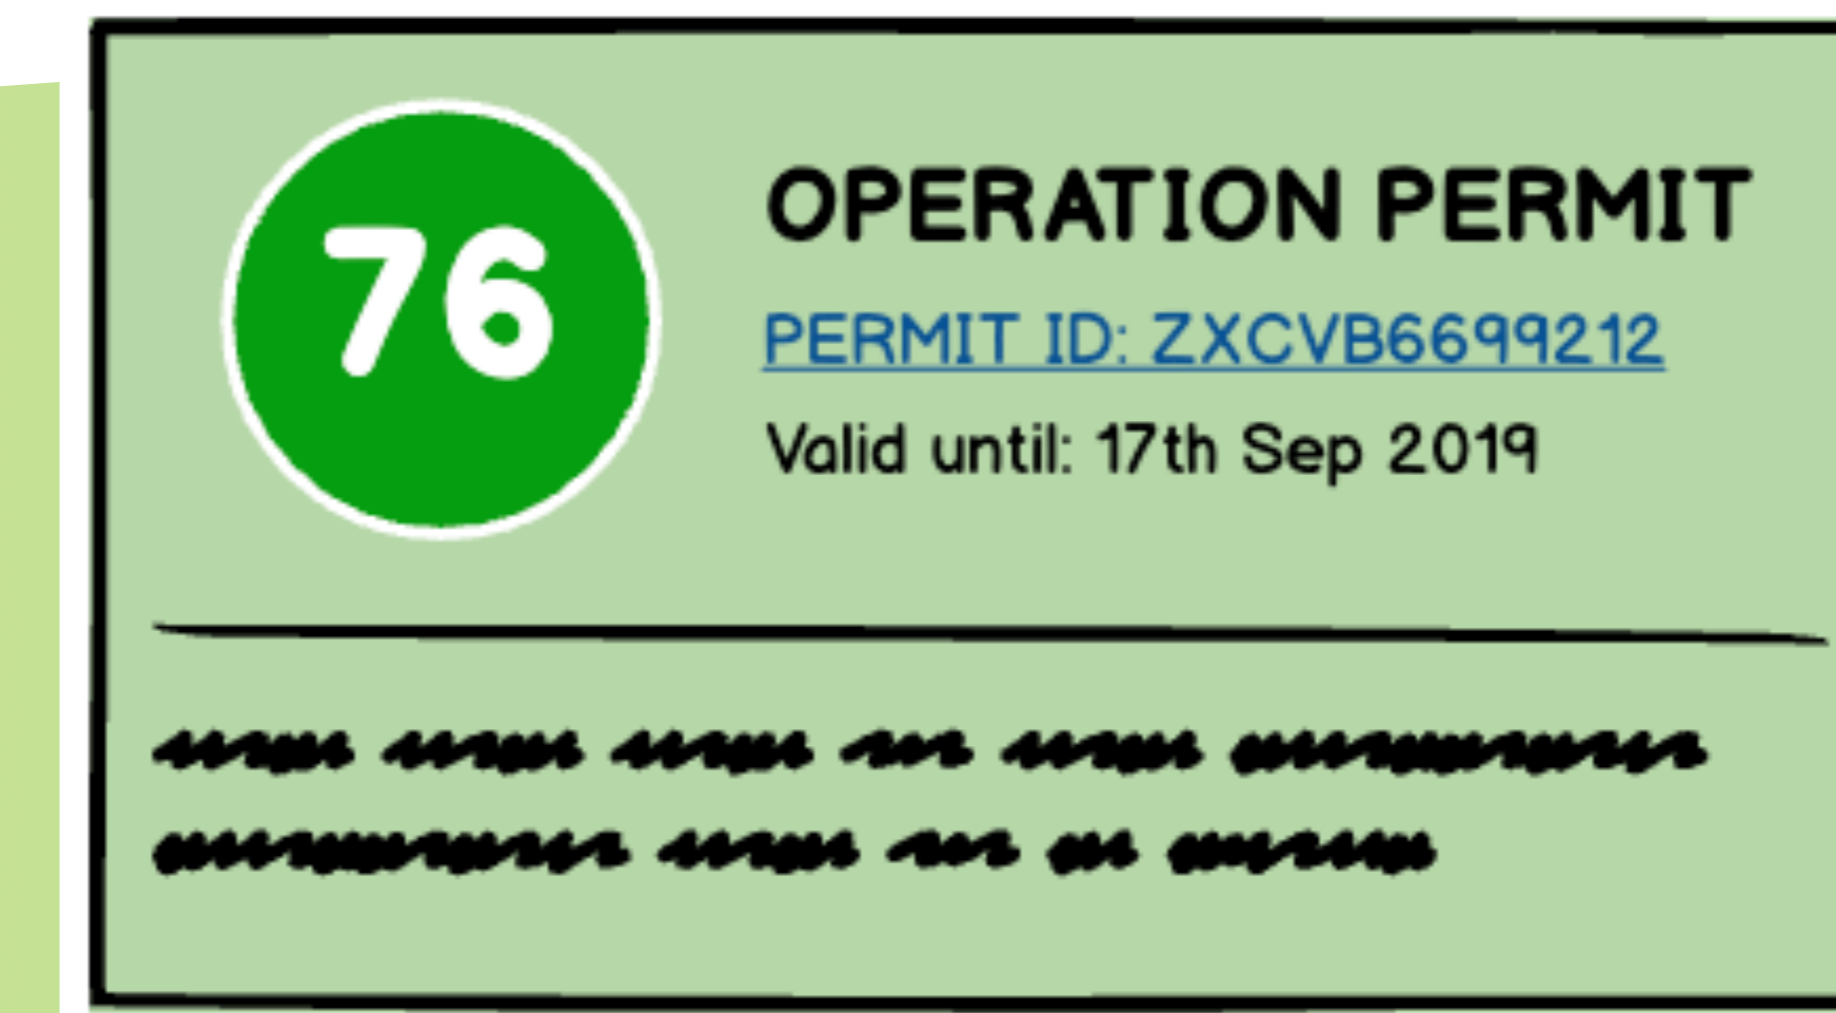 76
OPERATION PERMIT
PERMIT ID: ZXCVB6699212
Valid until: 17th Sep 2019